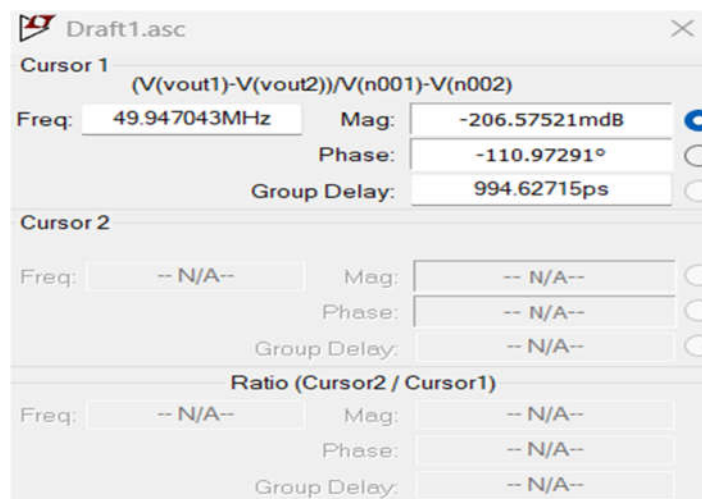 Draft1.asc
Cursor 1
(V(vout1)-V(vout2))/V(n001)-V(n002)
Freq: 49.947043MHz Mag: -206.57521mdB
Phase: -110.97291°
Group Delay: 994.62715ps
Cursor 2
Freq: -- N/A-- Mag: -- N/A--
Phase: -- N/A--
Group Delay: -- N/A--
Ratio (Cursor2 / Cursor1)
Freq: -- N/A-- Mag: -- N/A--
Phase: -- N/A--
Group Delay: -- N/A--